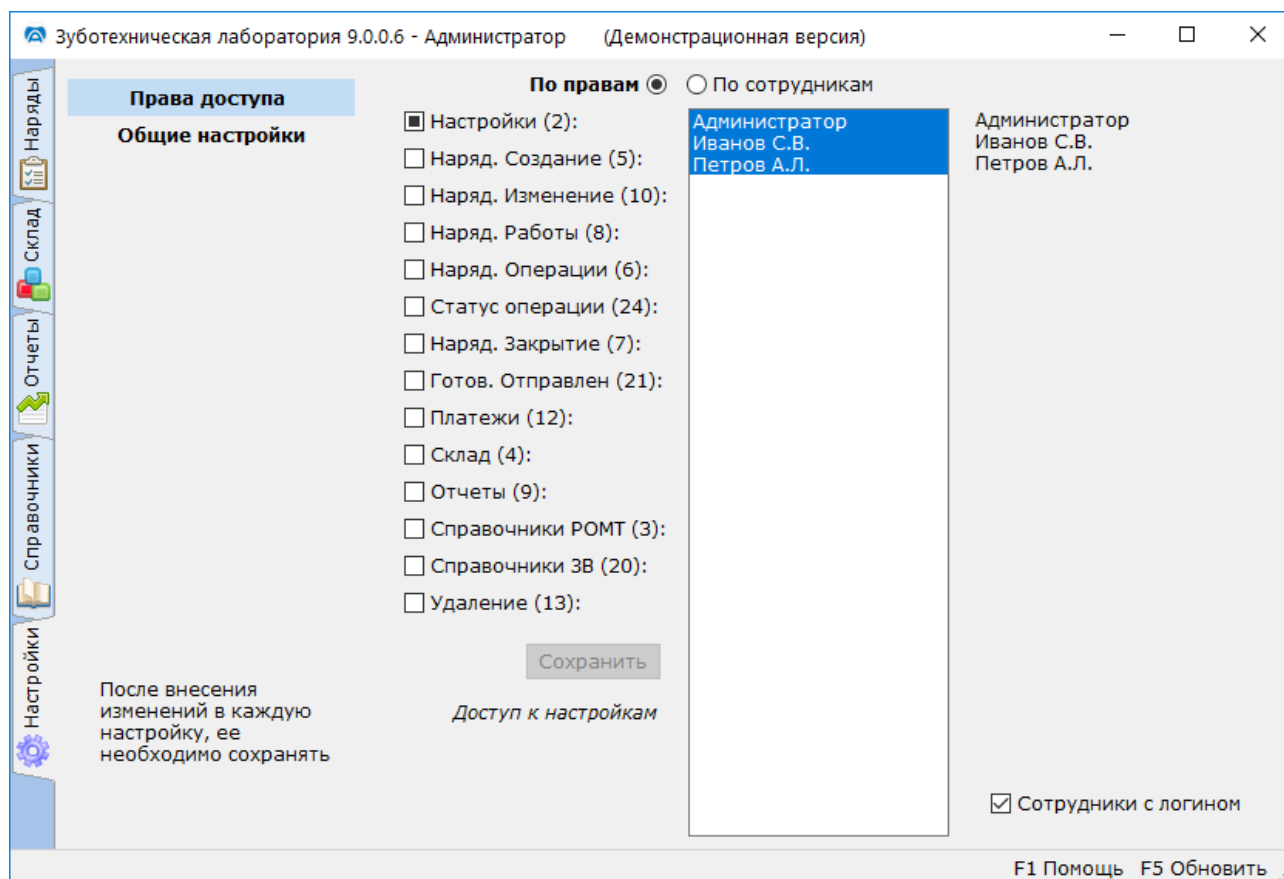 Зуботехническая лаборатория 9.0.0.6 - Администратор (Демонстрационная версия)
Наряды
Склад
Отчеты
Справочники
Настройки
Права доступа
Общие настройки
После внесения
изменений в каждую
настройку, ее
необходимо сохранять
По правам
По сотрудникам
Настройки (2):
Наряд. Создание (5):
Наряд. Изменение (10):
Наряд. Работы (8):
Наряд. Операции (6):
Статус операции (24):
Наряд. Закрытие (7):
Готов. Отправлен (21):
Платежи (12):
Склад (4):
Отчеты (9):
Справочники РОМТ (3):
Справочники ЗВ (20):
Удаление (13):
Сохранить
Доступ к настройкам
Администратор
Иванов С.В.
Петров А.Л.
Администратор
Иванов С.В.
Петров А.Л.
Сотрудники с логином
F1 Помощь F5 Обновить